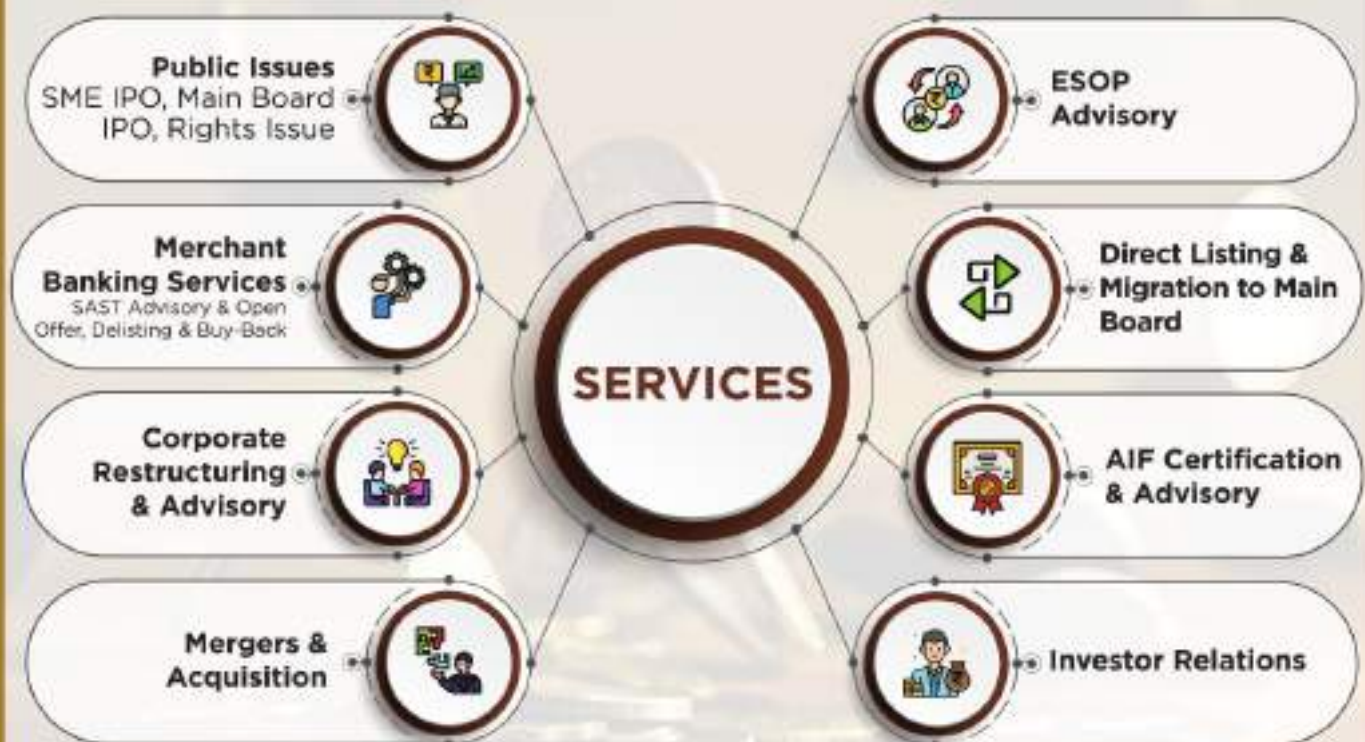 Public Issues
SME IPO, Main Board
IPO, Rights Issue
Merchant
Banking Services
SAST Advisory & Open
Offer, Delisting & Buy-Back
Corporate
Restructuring
& Advisory
Mergers &
Acquisition
SERVICES
ESOP
Advisory
Direct Listing &
Migration to Main
Board
AIF Certification
& Advisory
Investor Relations